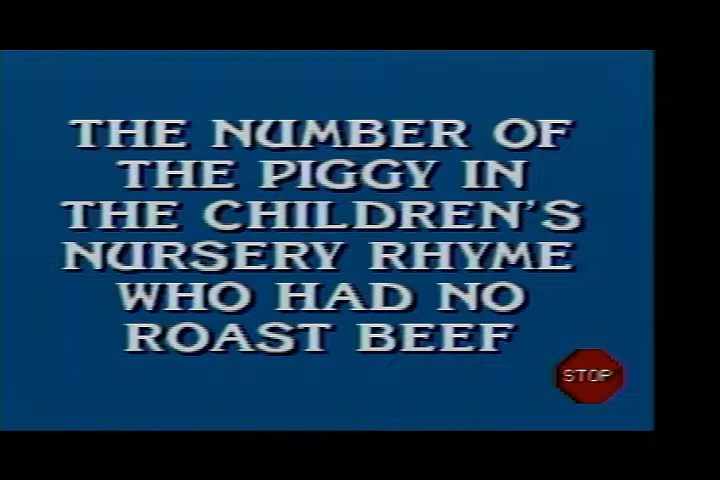 THE NUMBER OF
THE PIGGY IN
THE CHILDREN'S
NURSERY RHYME
WHO HAD NO
ROAST BEEF
STOP